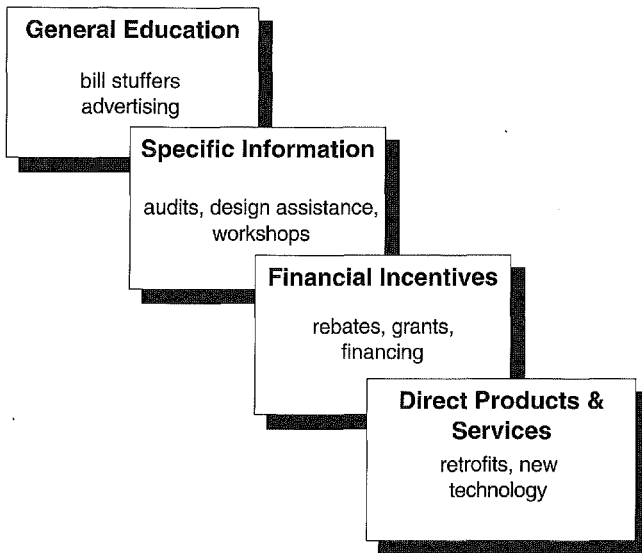 General Education
bill stuffers
advertising
Specific Information
audits, design assistance,
workshops
Financial Incentives
rebates, grants,
financing
Direct Products &
Services
retrofits, new
technology